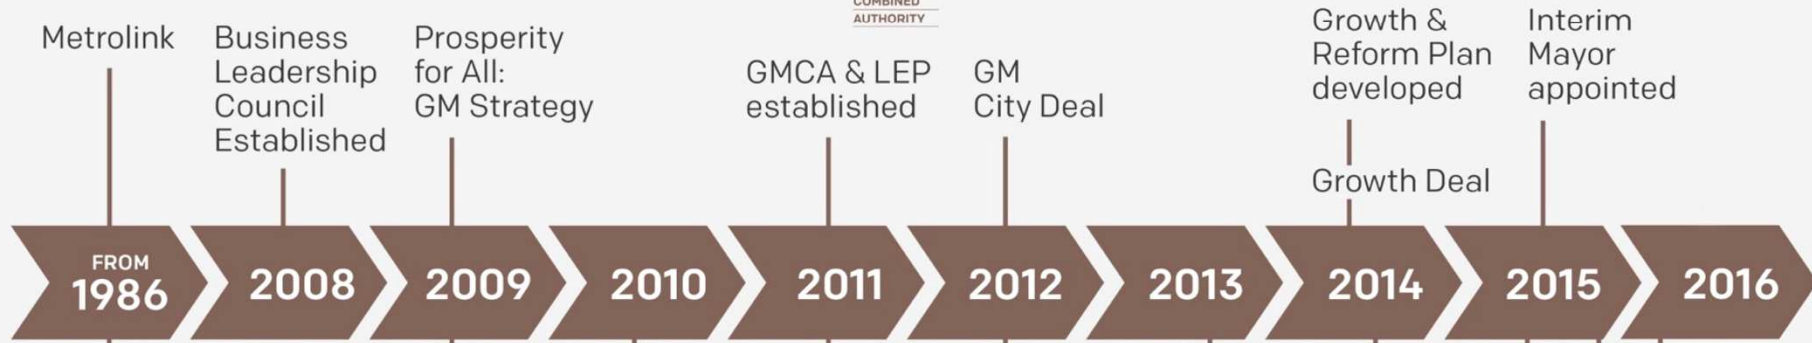 COMBINED
AUTHORITY
Metrolink
Business
Leadership
Council
Established
Prosperity
for All:
GM Strategy
GMCA & LEP
established
GM
City Deal
Growth &
Reform Plan
developed
Growth Deal
Interim
Mayor
appointed
FROM
1986
2008
2009
2010
2011
2012
2013
2014
2015
2016